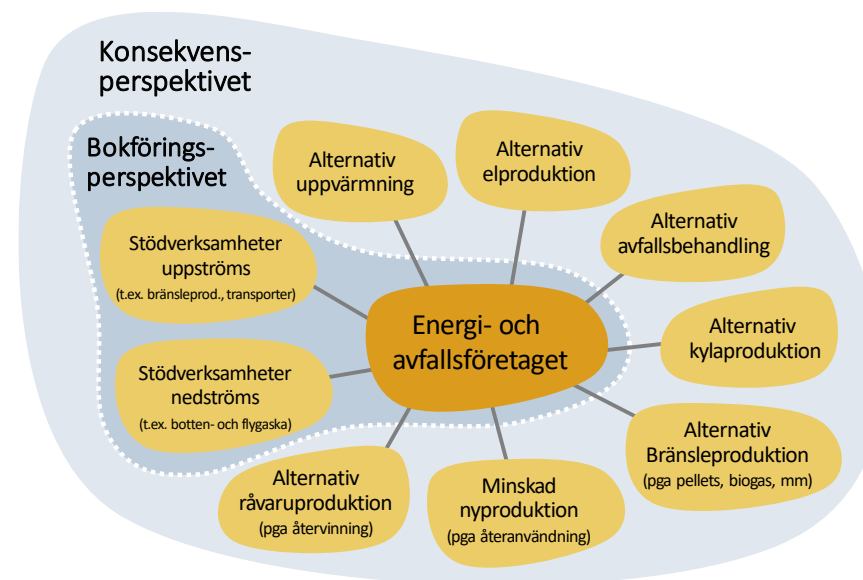 Konsekvens-
perspektivet
Bokförings-
perspektivet
Alternativ
uppvärmning
Alternativ
elproduktion
Alternativ
avfallsbehandling
Stödverksamheter
uppströms
(t.ex. bränsleprod., transporter)
Energi- och
avfallsföretaget
Alternativ
kylaproduktion
Stödverksamheter
nedströms
(t.ex. botten- och flygaska)
Alternativ
Bränsleproduktion
(pga pellets, biogas, mm)
Alternativ
råvaruproduktion
(pga återvinning)
Minskad
nyproduktion
(pga återanvändning)